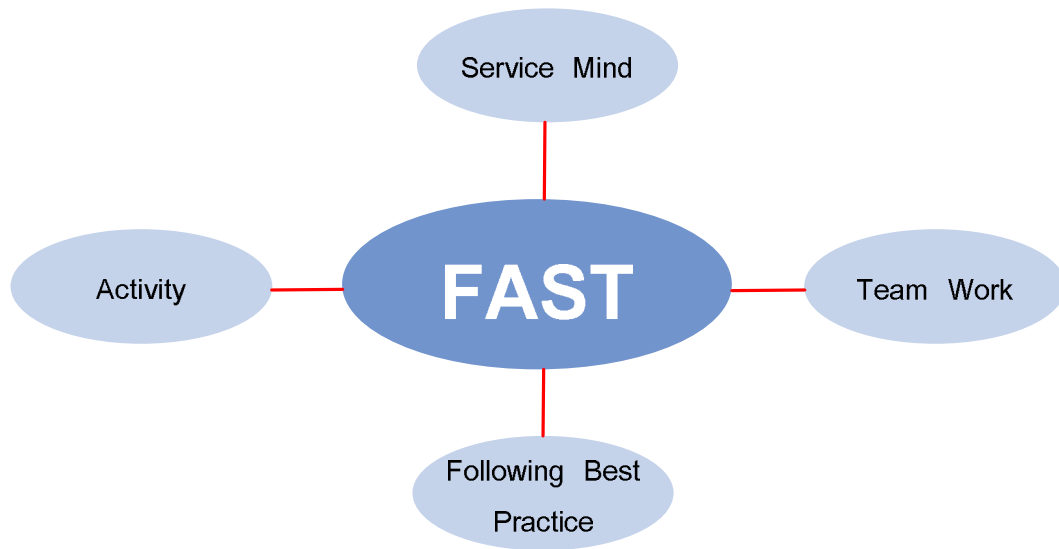 Service Mind
Activity
FAST
Team Work
Following Best
Practice